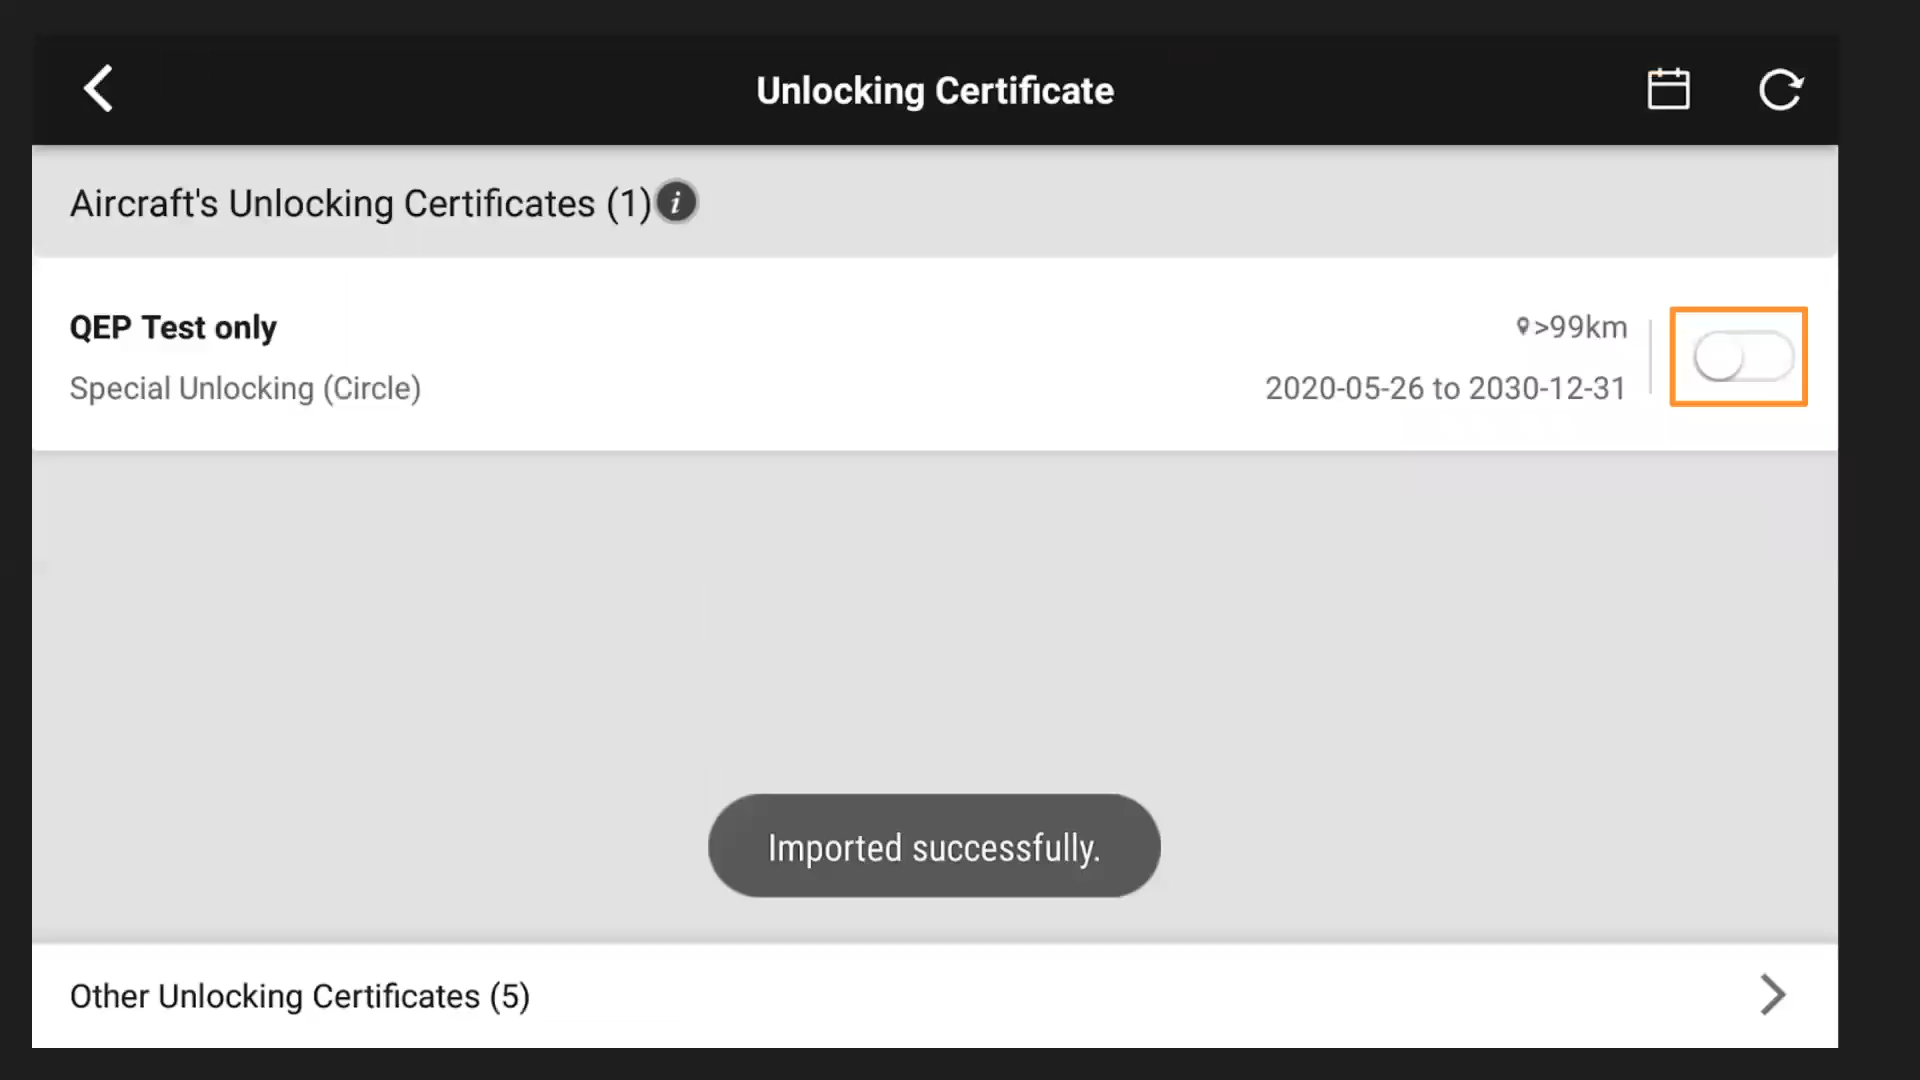 Unlocking Certificate
Aircraft's Unlocking Certificates (1)
QEP Test only
>99km
Special Unlocking (Circle)
2020-05-26 to 2030-12-31
Imported successfully.
Other Unlocking Certificates (5)